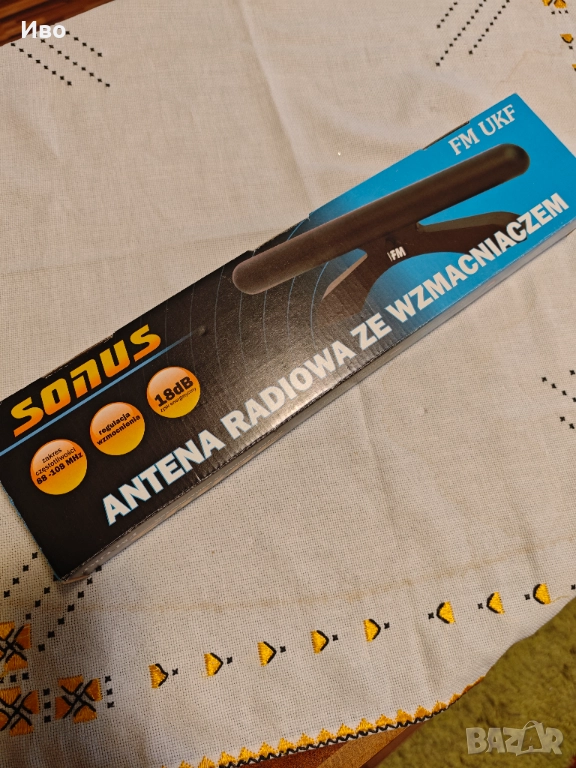 Иво
FM UKF
FM
SONUS
ANTENA RADIOWA ZE WZMACNIACZEM
zakres
częstotliwości
88-108 MHz
regulacja
wzmocnienia
18dB
BAZAR